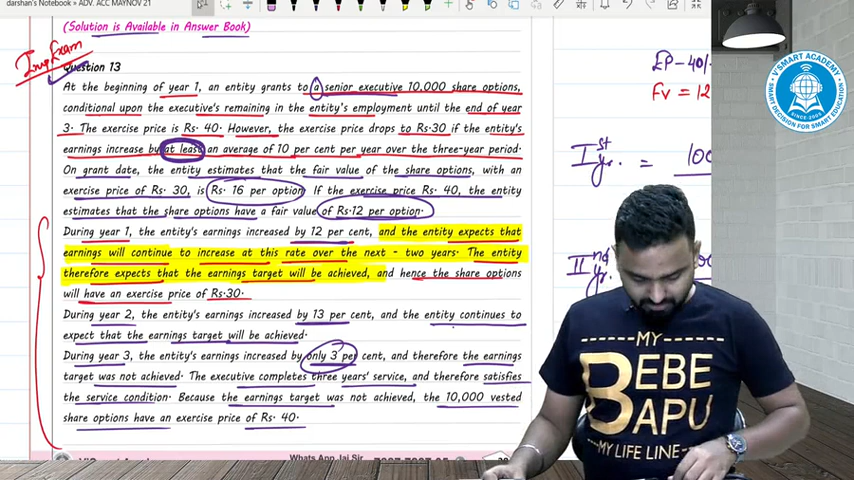 darshan's Notebook » ADV. ACC MAYNOV 21
(Solution is Available in Answer Book)
Imp Exam
Question 13
At the beginning of year 1, an entity grants to a senior executive 10,000 share options,
conditional upon the executive's remaining in the entity's employment until the end of year
3. The exercise price is Rs. 40. However, the exercise price drops to Rs.30 if the entity's
earnings increase by at least an average of 10 per cent per year over the three-year period.
On grant date, the entity estimates that the fair value of the share options, with an
exercise price of Rs. 30, is Rs. 16 per option If the exercise price Rs. 40, the entity
estimates that the share options have a fair value of Rs.12 per option.
During year 1, the entity's earnings increased by 12 per cent, and the entity expects that
earnings will continue to increase at this rate over the next - two years. The entity
therefore expects that the earnings target will be achieved, and hence the share options
will have an exercise price of Rs.30.
During year 2, the entity's earnings increased by 13 per cent, and the entity continues to
expect that the earnings target will be achieved.
During year 3, the entity's earnings increased by only 3 per cent, and therefore the earnings
target was not achieved. The executive completes three years' service, and therefore satisfies
the service condition. Because the earnings target was not achieved, the 10,000 vested
share options have an exercise price of Rs. 40.
Whats App Jai Sir
EP-40/-
FV = 12
Ist yr. = 100
IInd yr.
V'SMART ACADEMY
SINCE-2003
VISION FOR SMART EDUCATION
MY
BEBE
BAPU
MY LIFE LINE